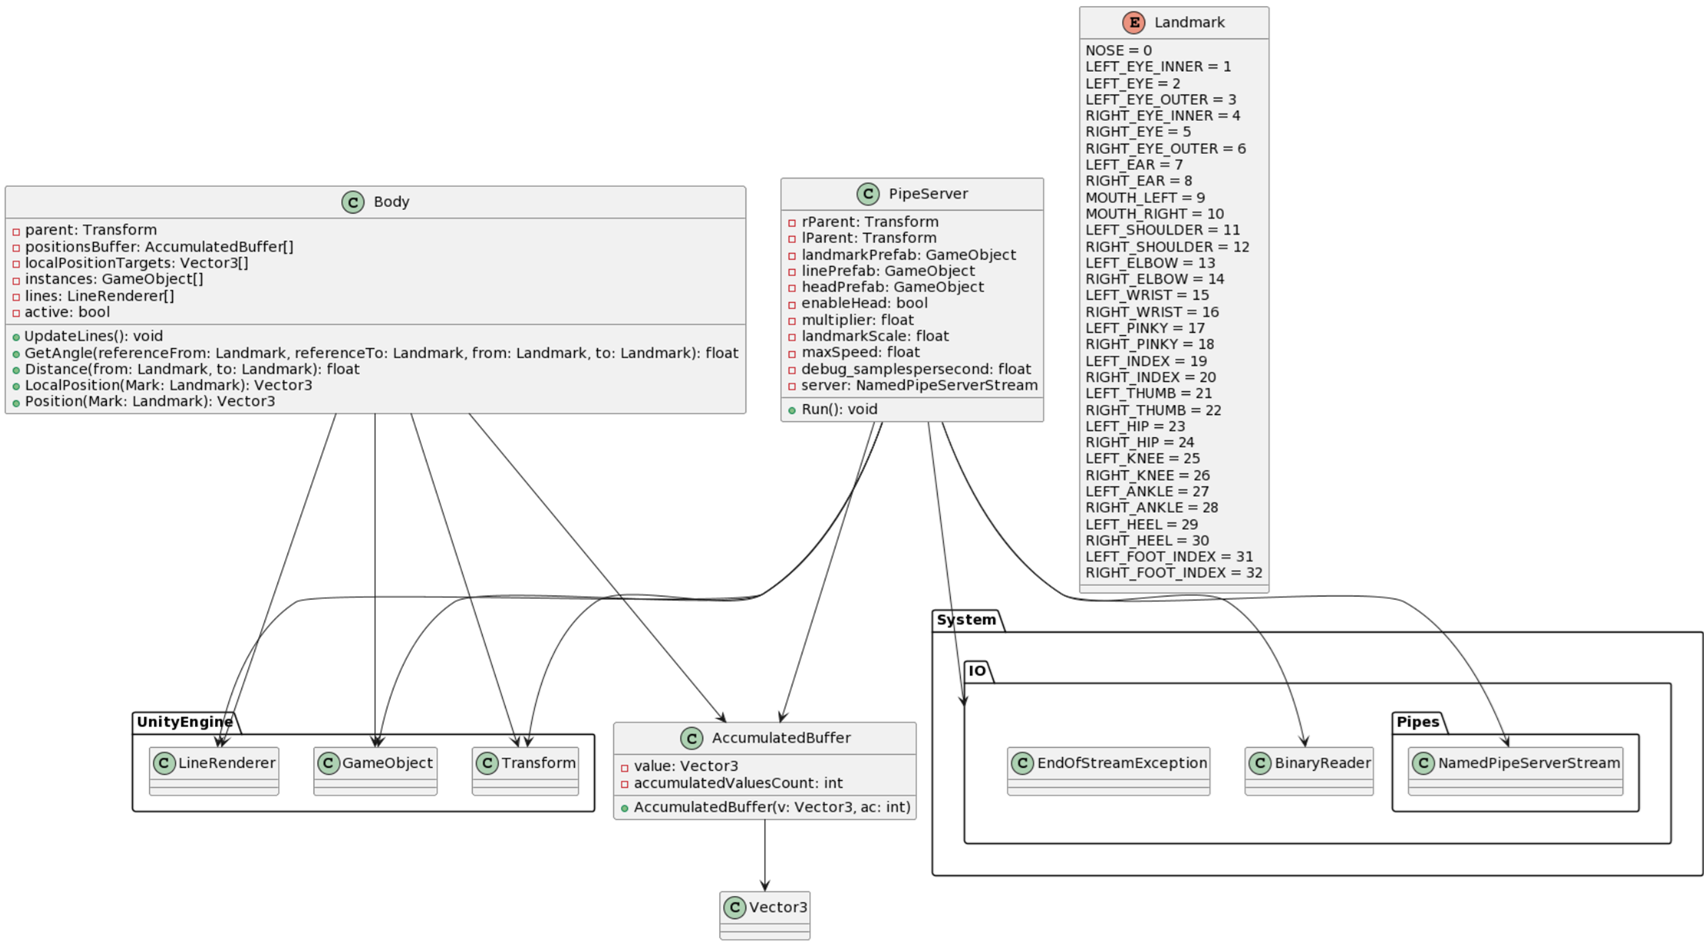 E Landmark
NOSE = 0
LEFT_EYE_INNER = 1
LEFT_EYE = 2
LEFT_EYE_OUTER = 3
RIGHT_EYE_INNER = 4
RIGHT_EYE = 5
RIGHT_EYE_OUTER = 6
LEFT_EAR = 7
RIGHT_EAR = 8
MOUTH_LEFT = 9
MOUTH_RIGHT = 10
LEFT_SHOULDER = 11
RIGHT_SHOULDER = 12
LEFT_ELBOW = 13
RIGHT_ELBOW = 14
LEFT_WRIST = 15
RIGHT_WRIST = 16
LEFT_PINKY = 17
RIGHT_PINKY = 18
LEFT_INDEX = 19
RIGHT_INDEX = 20
LEFT_THUMB = 21
RIGHT_THUMB = 22
LEFT_HIP = 23
RIGHT_HIP = 24
LEFT_KNEE = 25
RIGHT_KNEE = 26
LEFT_ANKLE = 27
RIGHT_ANKLE = 28
LEFT_HEEL = 29
RIGHT_HEEL = 30
LEFT_FOOT_INDEX = 31
RIGHT_FOOT_INDEX = 32
C Body
parent: Transform
positionsBuffer: AccumulatedBuffer[]
localPositionTargets: Vector3[]
instances: GameObject[]
lines: LineRenderer[]
active: bool
UpdateLines(): void
GetAngle(referenceFrom: Landmark, referenceTo: Landmark, from: Landmark, to: Landmark): float
Distance(from: Landmark, to: Landmark): float
LocalPosition(Mark: Landmark): Vector3
Position(Mark: Landmark): Vector3
C PipeServer
rParent: Transform
lParent: Transform
landmarkPrefab: GameObject
linePrefab: GameObject
headPrefab: GameObject
enableHead: bool
multiplier: float
landmarkScale: float
maxSpeed: float
debug_samplespersecond: float
server: NamedPipeServerStream
Run(): void
UnityEngine
C LineRenderer
C GameObject
C Transform
C AccumulatedBuffer
value: Vector3
accumulatedValuesCount: int
AccumulatedBuffer(v: Vector3, ac: int)
System
IO
C EndOfStreamException
C BinaryReader
Pipes
C NamedPipeServerStream
C Vector3